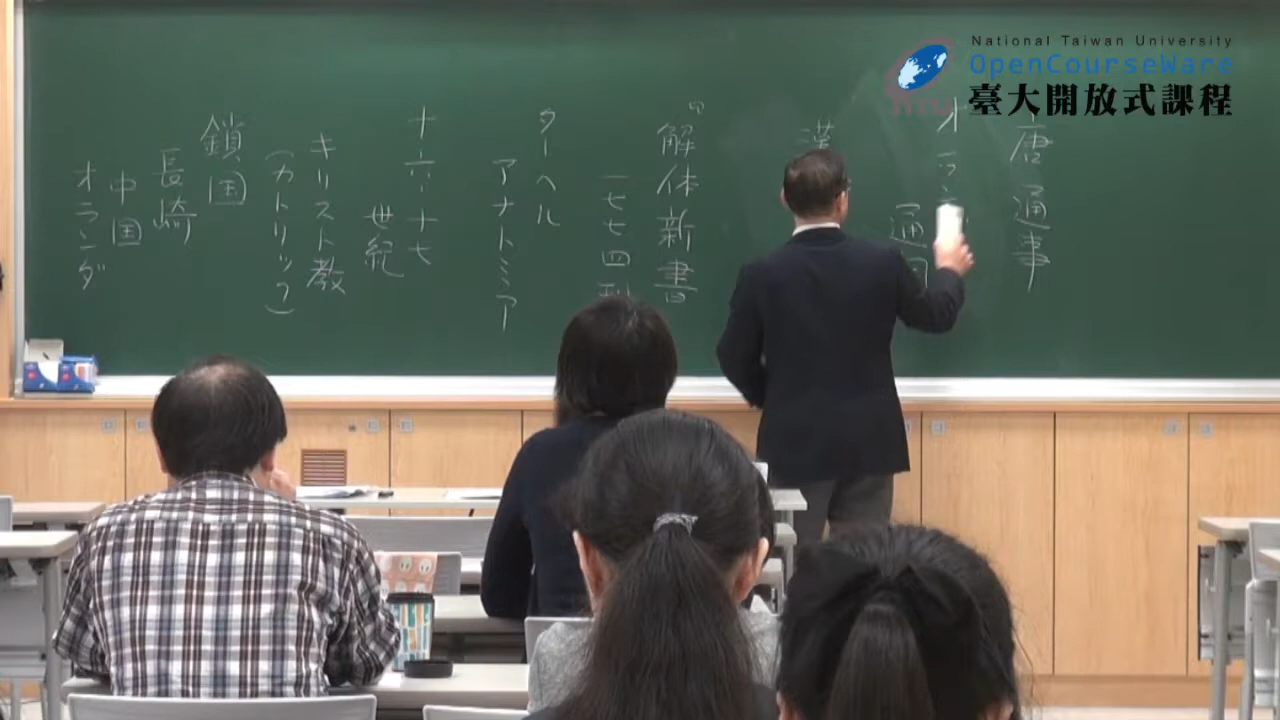 National Taiwan University
OpenCourseWare
臺大開放式課程
唐通事
通
漢
『解体新書
一七七四
ターヘル
アナトミア
十六・十七
世紀
キリスト教
(カトリック)
鎖国
長崎
中国
オランダ